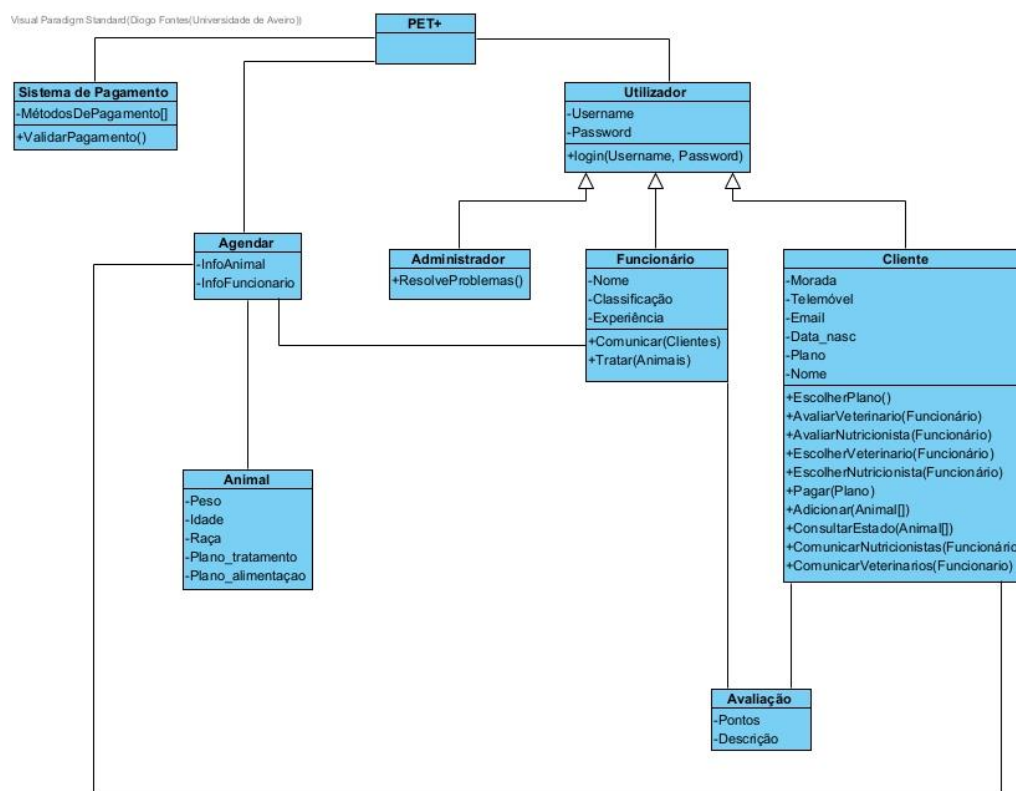 Visual Paradigm Standard(Diogo Fontes(Universidade de Aveiro))
PET+
Sistema de Pagamento
-MétodosDePagamento[]
+ValidarPagamento()
Utilizador
-Username
-Password
+login(Username, Password)
Agendar
-InfoAnimal
-InfoFuncionario
Administrador
+ResolveProblemas()
Funcionário
-Nome
-Classificação
-Experiência
+Comunicar(Clientes)
+Tratar(Animais)
Cliente
-Morada
-Telemóvel
-Email
-Data_nasc
-Plano
-Nome
+EscolherPlano()
+AvaliarVeterinario(Funcionário)
+AvaliarNutricionista(Funcionário)
+EscolherVeterinario(Funcionário)
+EscolherNutricionista(Funcionário)
+Pagar(Plano)
+Adicionar(Animal[])
+ConsultarEstado(Animal[])
+ComunicarNutricionistas(Funcionário
+ComunicarVeterinarios(Funcionario)
Animal
-Peso
-Idade
-Raça
-Plano_tratamento
-Plano_alimentaçao
Avaliação
-Pontos
-Descrição